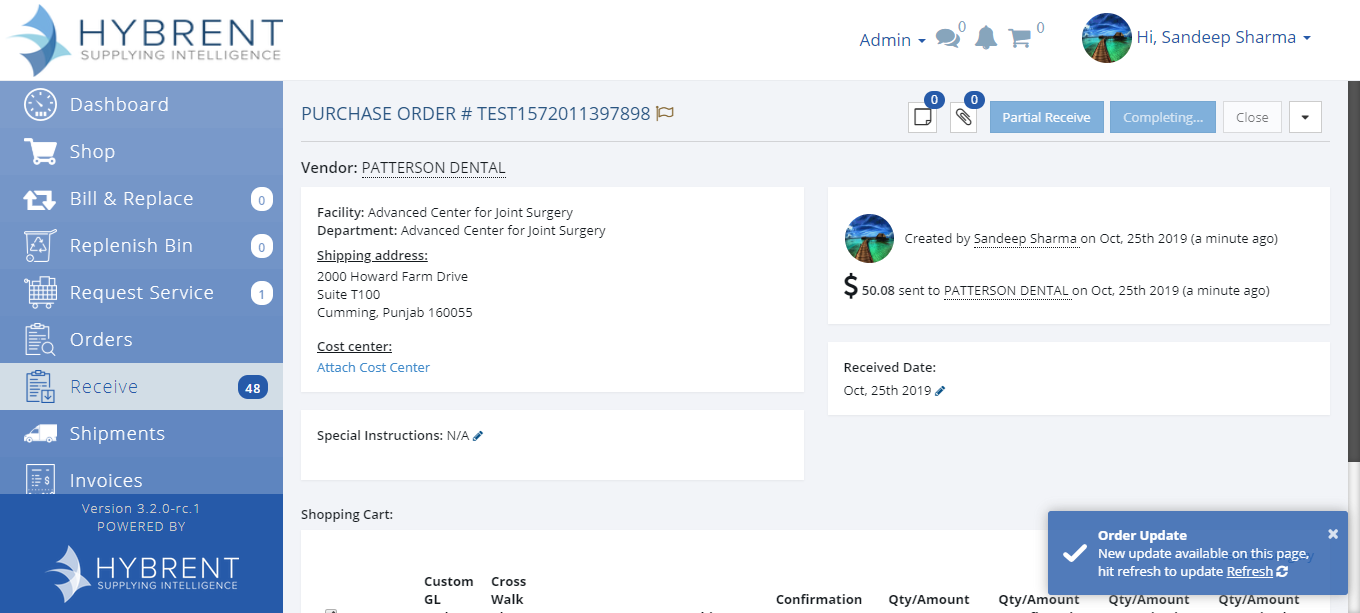 HYBRENT
SUPPLYING INTELLIGENCE
Admin
0
0
Hi, Sandeep Sharma
Dashboard
Shop
Bill & Replace 0
Replenish Bin 0
Request Service 1
Orders
Receive 48
Shipments
Invoices
Version 3.2.0-rc.1
POWERED BY
HYBRENT
SUPPLYING INTELLIGENCE
PURCHASE ORDER # TEST1572011397898
0
0
Partial Receive
Completing...
Close
Vendor: PATTERSON DENTAL
Facility: Advanced Center for Joint Surgery
Department: Advanced Center for Joint Surgery
Shipping address:
2000 Howard Farm Drive
Suite T100
Cumming, Punjab 160055
Cost center:
Attach Cost Center
Created by Sandeep Sharma on Oct, 25th 2019 (a minute ago)
$ 50.08 sent to PATTERSON DENTAL on Oct, 25th 2019 (a minute ago)
Received Date:
Oct, 25th 2019
Special Instructions: N/A
Shopping Cart:
Custom
GL
Cross
Walk
Confirmation
Qty/Amount
Qty/Amount
Qty/Amount
Qty/Amount
Order Update
New update available on this page,
hit refresh to update Refresh